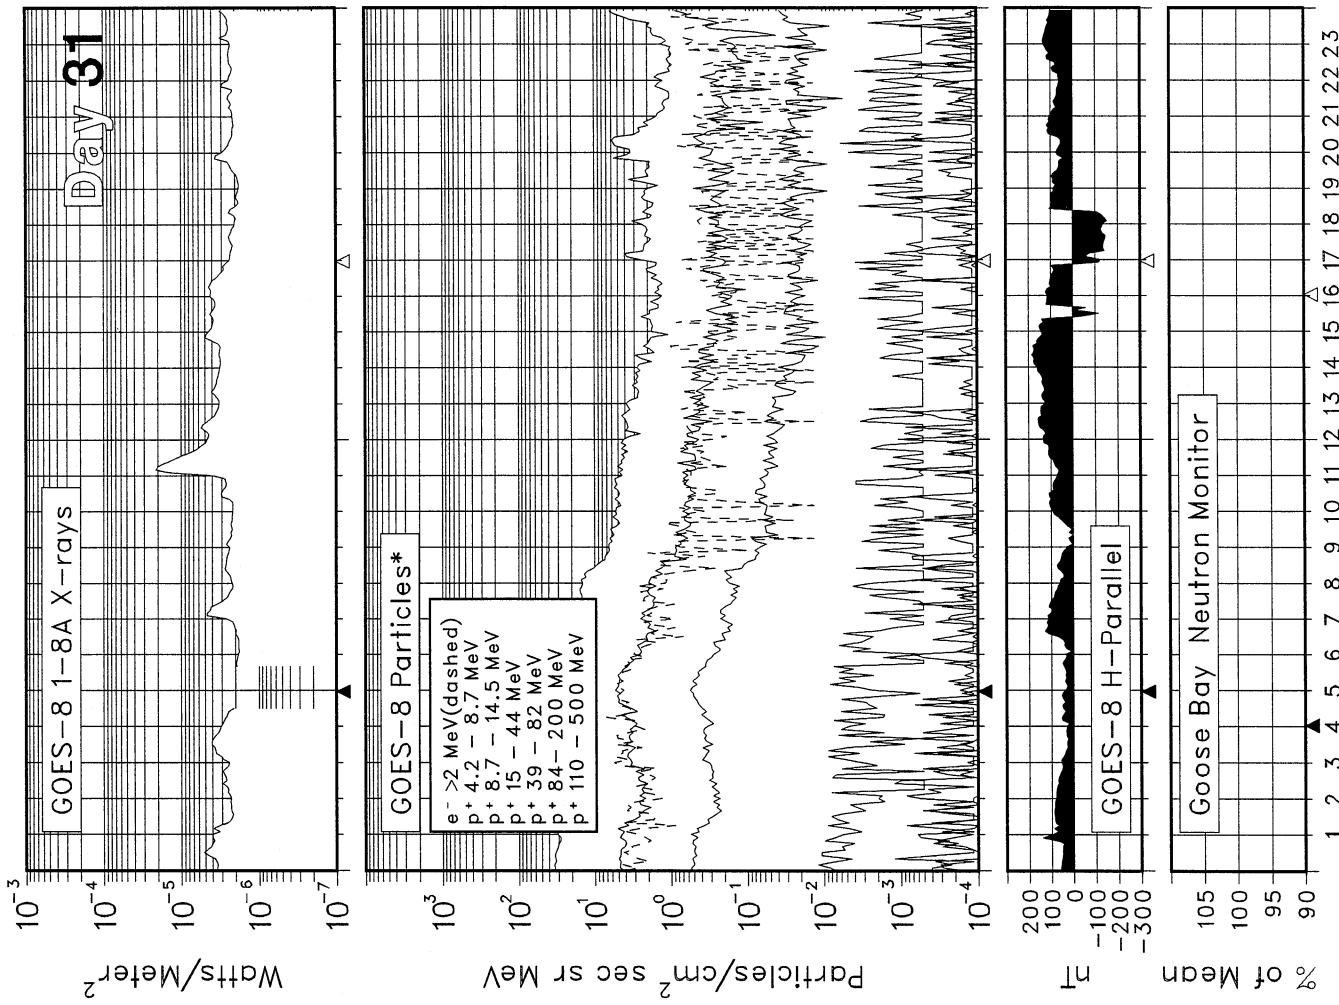 Day 31
GOES-8 1-8A X-rays
10⁻³
10⁻⁴
10⁻⁵
10⁻⁶
10⁻⁷
Watts/Meter²
GOES-8 Particles*
e⁻ >2 MeV(dashed)
p⁺ 4.2 - 8.7 MeV
p⁺ 8.7 - 14.5 MeV
p⁺ 15 - 44 MeV
p⁺ 39 - 82 MeV
p⁺ 84- 200 MeV
p⁺ 110 - 500 MeV
10³
10²
10¹
10⁰
10⁻¹
10⁻²
10⁻³
10⁻⁴
Particles/cm² sec sr MeV
GOES-8 H-Parallel
200
100
0
-100
-200
-300
nT
Goose Bay Neutron Monitor
105
100
95
90
% of Mean
1 2 3 4 5 6 7 8 9 10 11 12 13 14 15 16 17 18 19 20 21 22 23